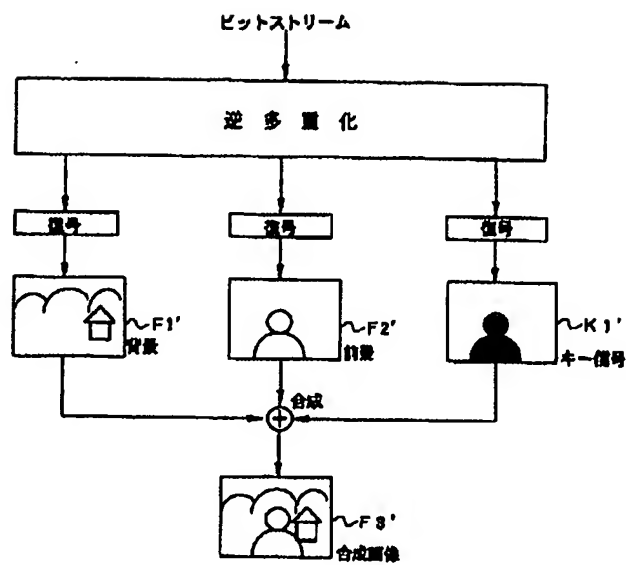 ビットストリーム
逆多重化
復号
復号
復号
F1'
背景
F2'
前景
K1'
キー信号
合成
F3'
合成画像